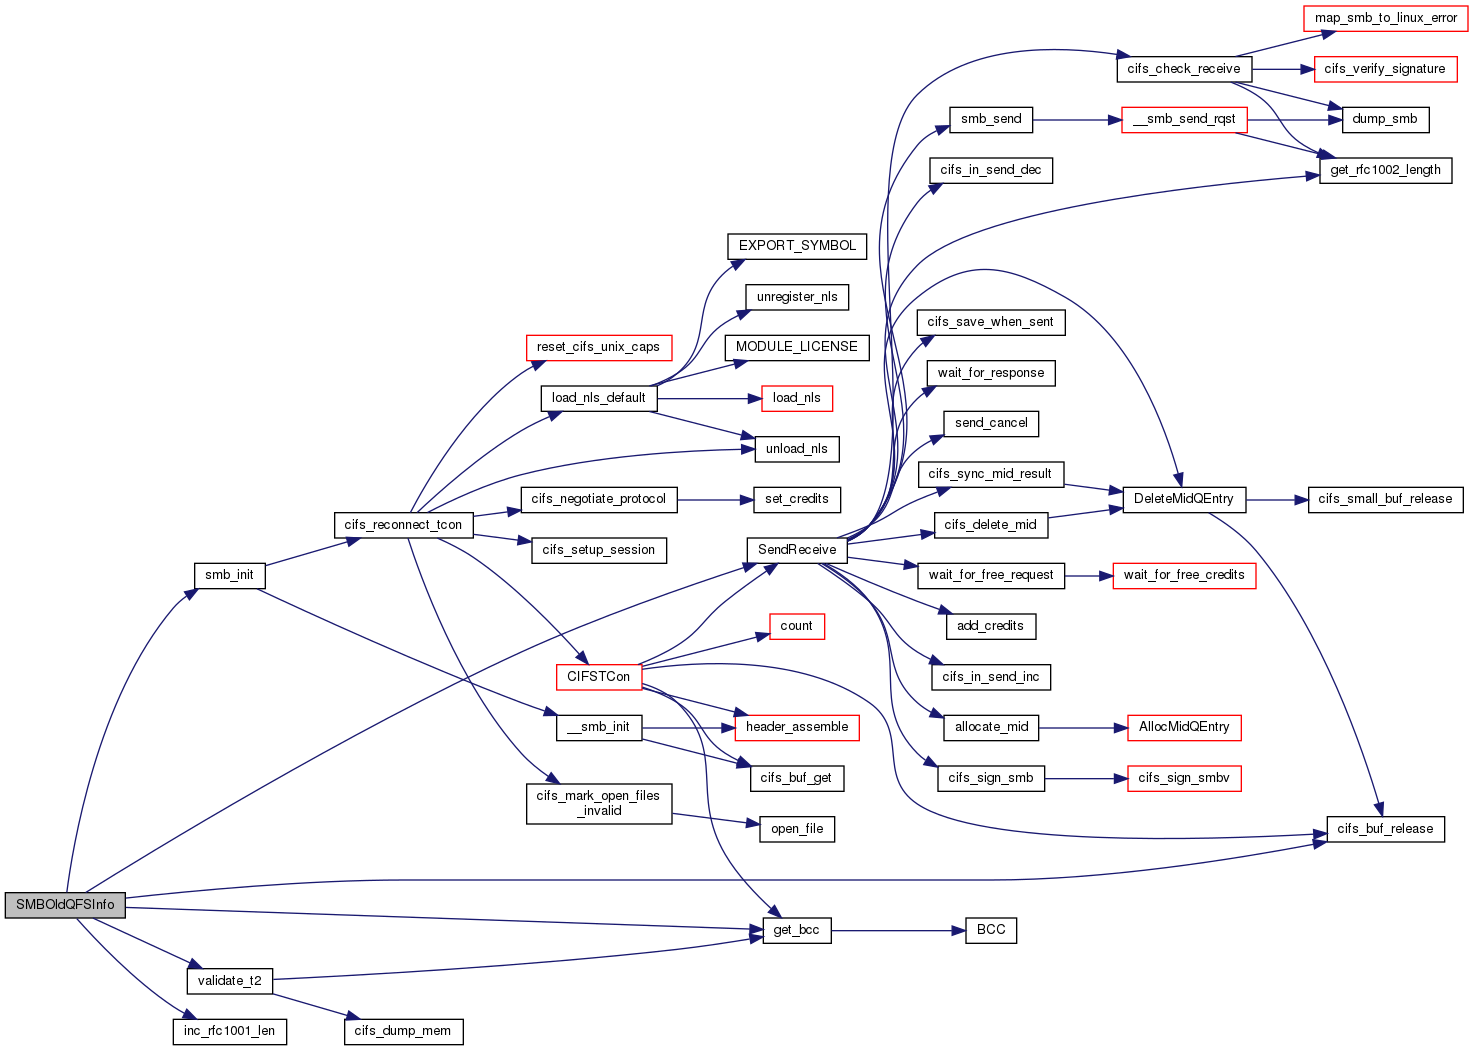 map_smb_to_linux_error
cifs_check_receive
cifs_verify_signature
smb_send
__smb_send_rqst
dump_smb
cifs_in_send_dec
get_rfc1002_length
EXPORT_SYMBOL
unregister_nls
cifs_save_when_sent
reset_cifs_unix_caps
MODULE_LICENSE
wait_for_response
load_nls_default
load_nls
send_cancel
unload_nls
cifs_sync_mid_result
cifs_negotiate_protocol
set_credits
DeleteMidQEntry
cifs_small_buf_release
cifs_reconnect_tcon
cifs_delete_mid
cifs_setup_session
SendReceive
smb_init
wait_for_free_request
wait_for_free_credits
count
add_credits
CIFSTCon
cifs_in_send_inc
__smb_init
header_assemble
allocate_mid
AllocMidQEntry
cifs_buf_get
cifs_sign_smb
cifs_sign_smbv
cifs_mark_open_files
_invalid
open_file
cifs_buf_release
SMBOldQFSInfo
get_bcc
BCC
validate_t2
inc_rfc1001_len
cifs_dump_mem